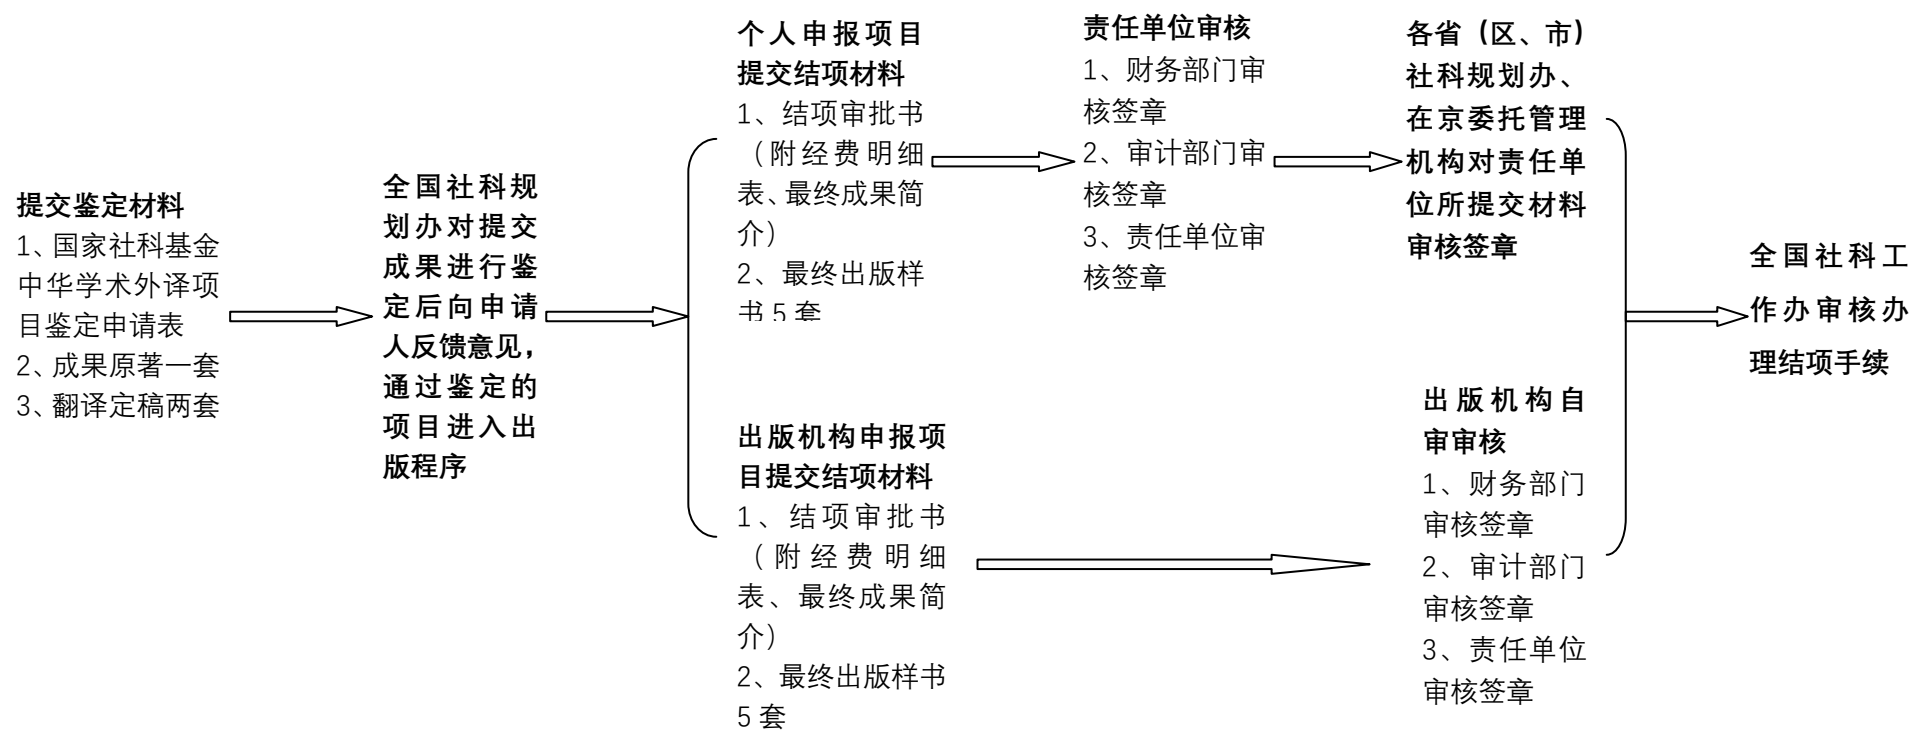 提交鉴定材料
1、国家社科基金
中华学术外译项
目鉴定申请表
2、成果原著一套
3、翻译定稿两套
全国社科规
划办对提交
成果进行鉴
定后向申请
人反馈意见，
通过鉴定的
项目进入出
版程序
个人申报项目
提交结项材料
1、结项审批书
（附经费明细
表、最终成果简
介）
2、最终出版样
书 5 套
责任单位审核
1、财务部门审
核签章
2、审计部门审
核签章
3、责任单位审
核签章
各省（区、市）
社科规划办、
在京委托管理
机构对责任单
位所提交材料
审核签章
出版机构申报项
目提交结项材料
1、结项审批书
（附经费明细
表、最终成果简
介）
2、最终出版样书
5 套
出版机构自
审审核
1、财务部门
审核签章
2、审计部门
审核签章
3、责任单位
审核签章
全国社科工
作办审核办
理结项手续